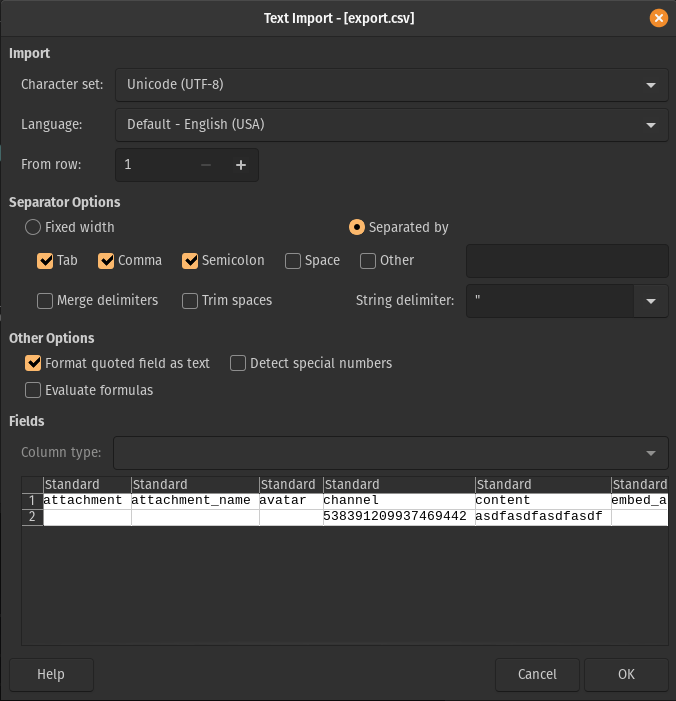 Text Import - [export.csv]
Import
Character set: Unicode (UTF-8)
Language: Default - English (USA)
From row: 1
Separator Options
Fixed width Separated by
Tab Comma Semicolon Space Other
Merge delimiters Trim spaces String delimiter: "
Other Options
Format quoted field as text Detect special numbers
Evaluate formulas
Fields
Column type:
Standard Standard Standard Standard Standard Standard
1 attachment attachment_name avatar channel content embed_a
2 538391209937469442 asdfasdfasdfasdf
Help Cancel OK